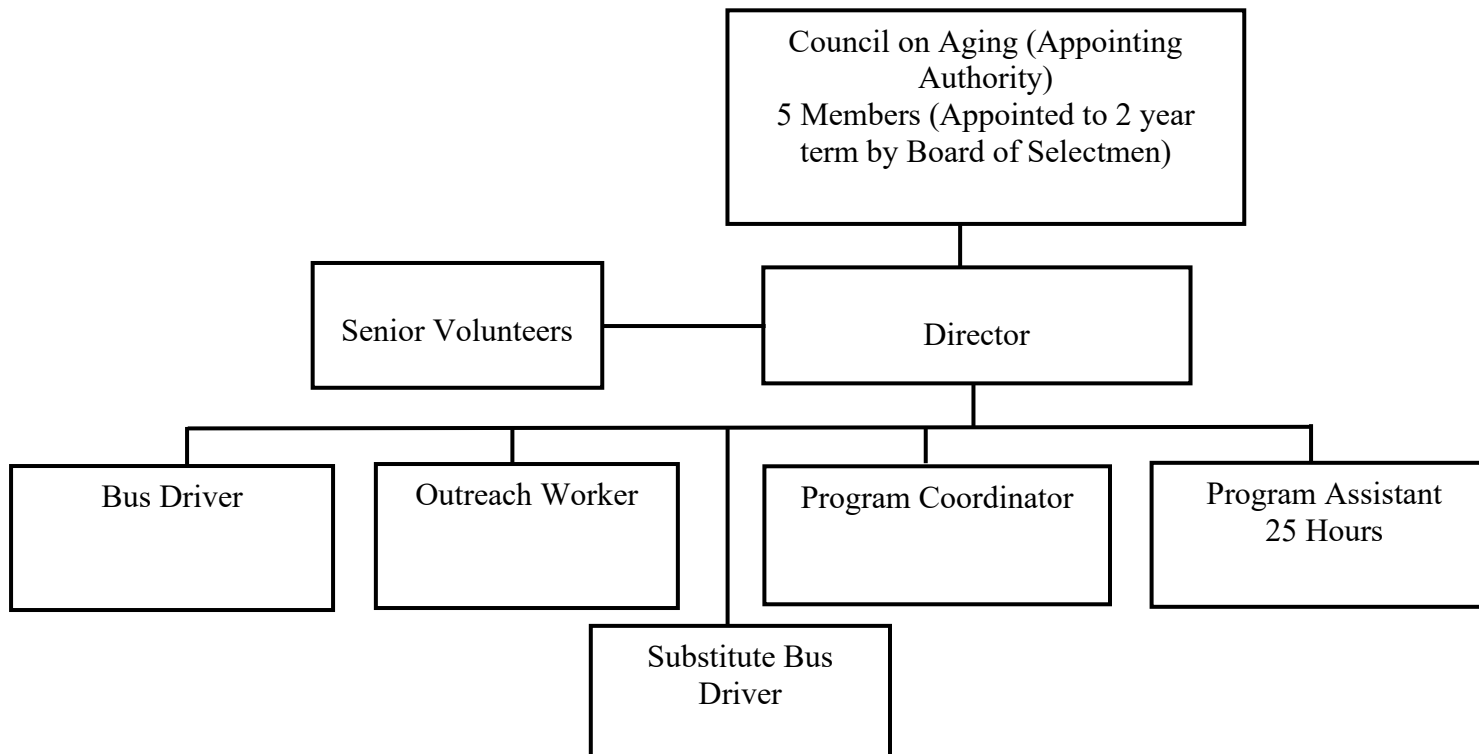 Council on Aging (Appointing
Authority)
5 Members (Appointed to 2 year
term by Board of Selectmen)
Senior Volunteers
Director
Bus Driver
Outreach Worker
Program Coordinator
Program Assistant
25 Hours
Substitute Bus
Driver